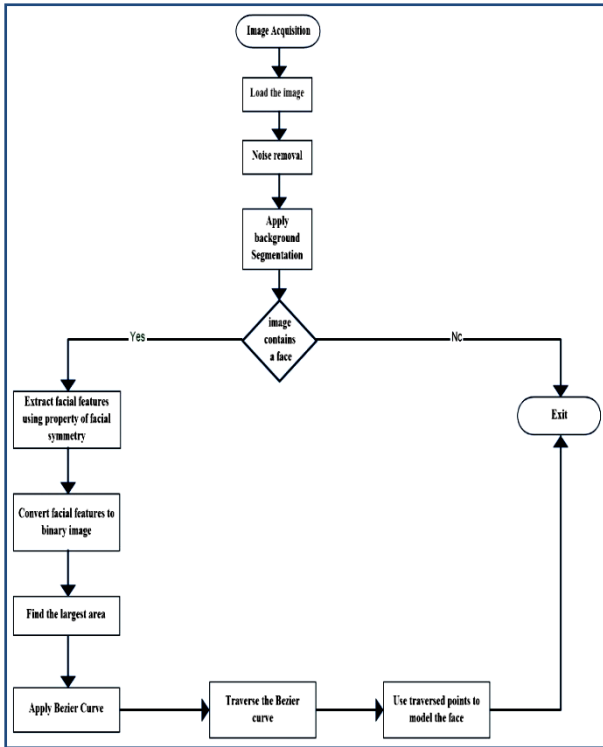 Image Acquisition
Load the image
Noise removal
Apply
background
Segmentation
image
contains
a face
Yes
Nc
Extract facial features
using property of facial
symmetry
Exit
Convert facial features to
binary image
Find the largest area
Apply Bezier Curve
Traverse the Bezier
curve
Use traversed points to
model the face